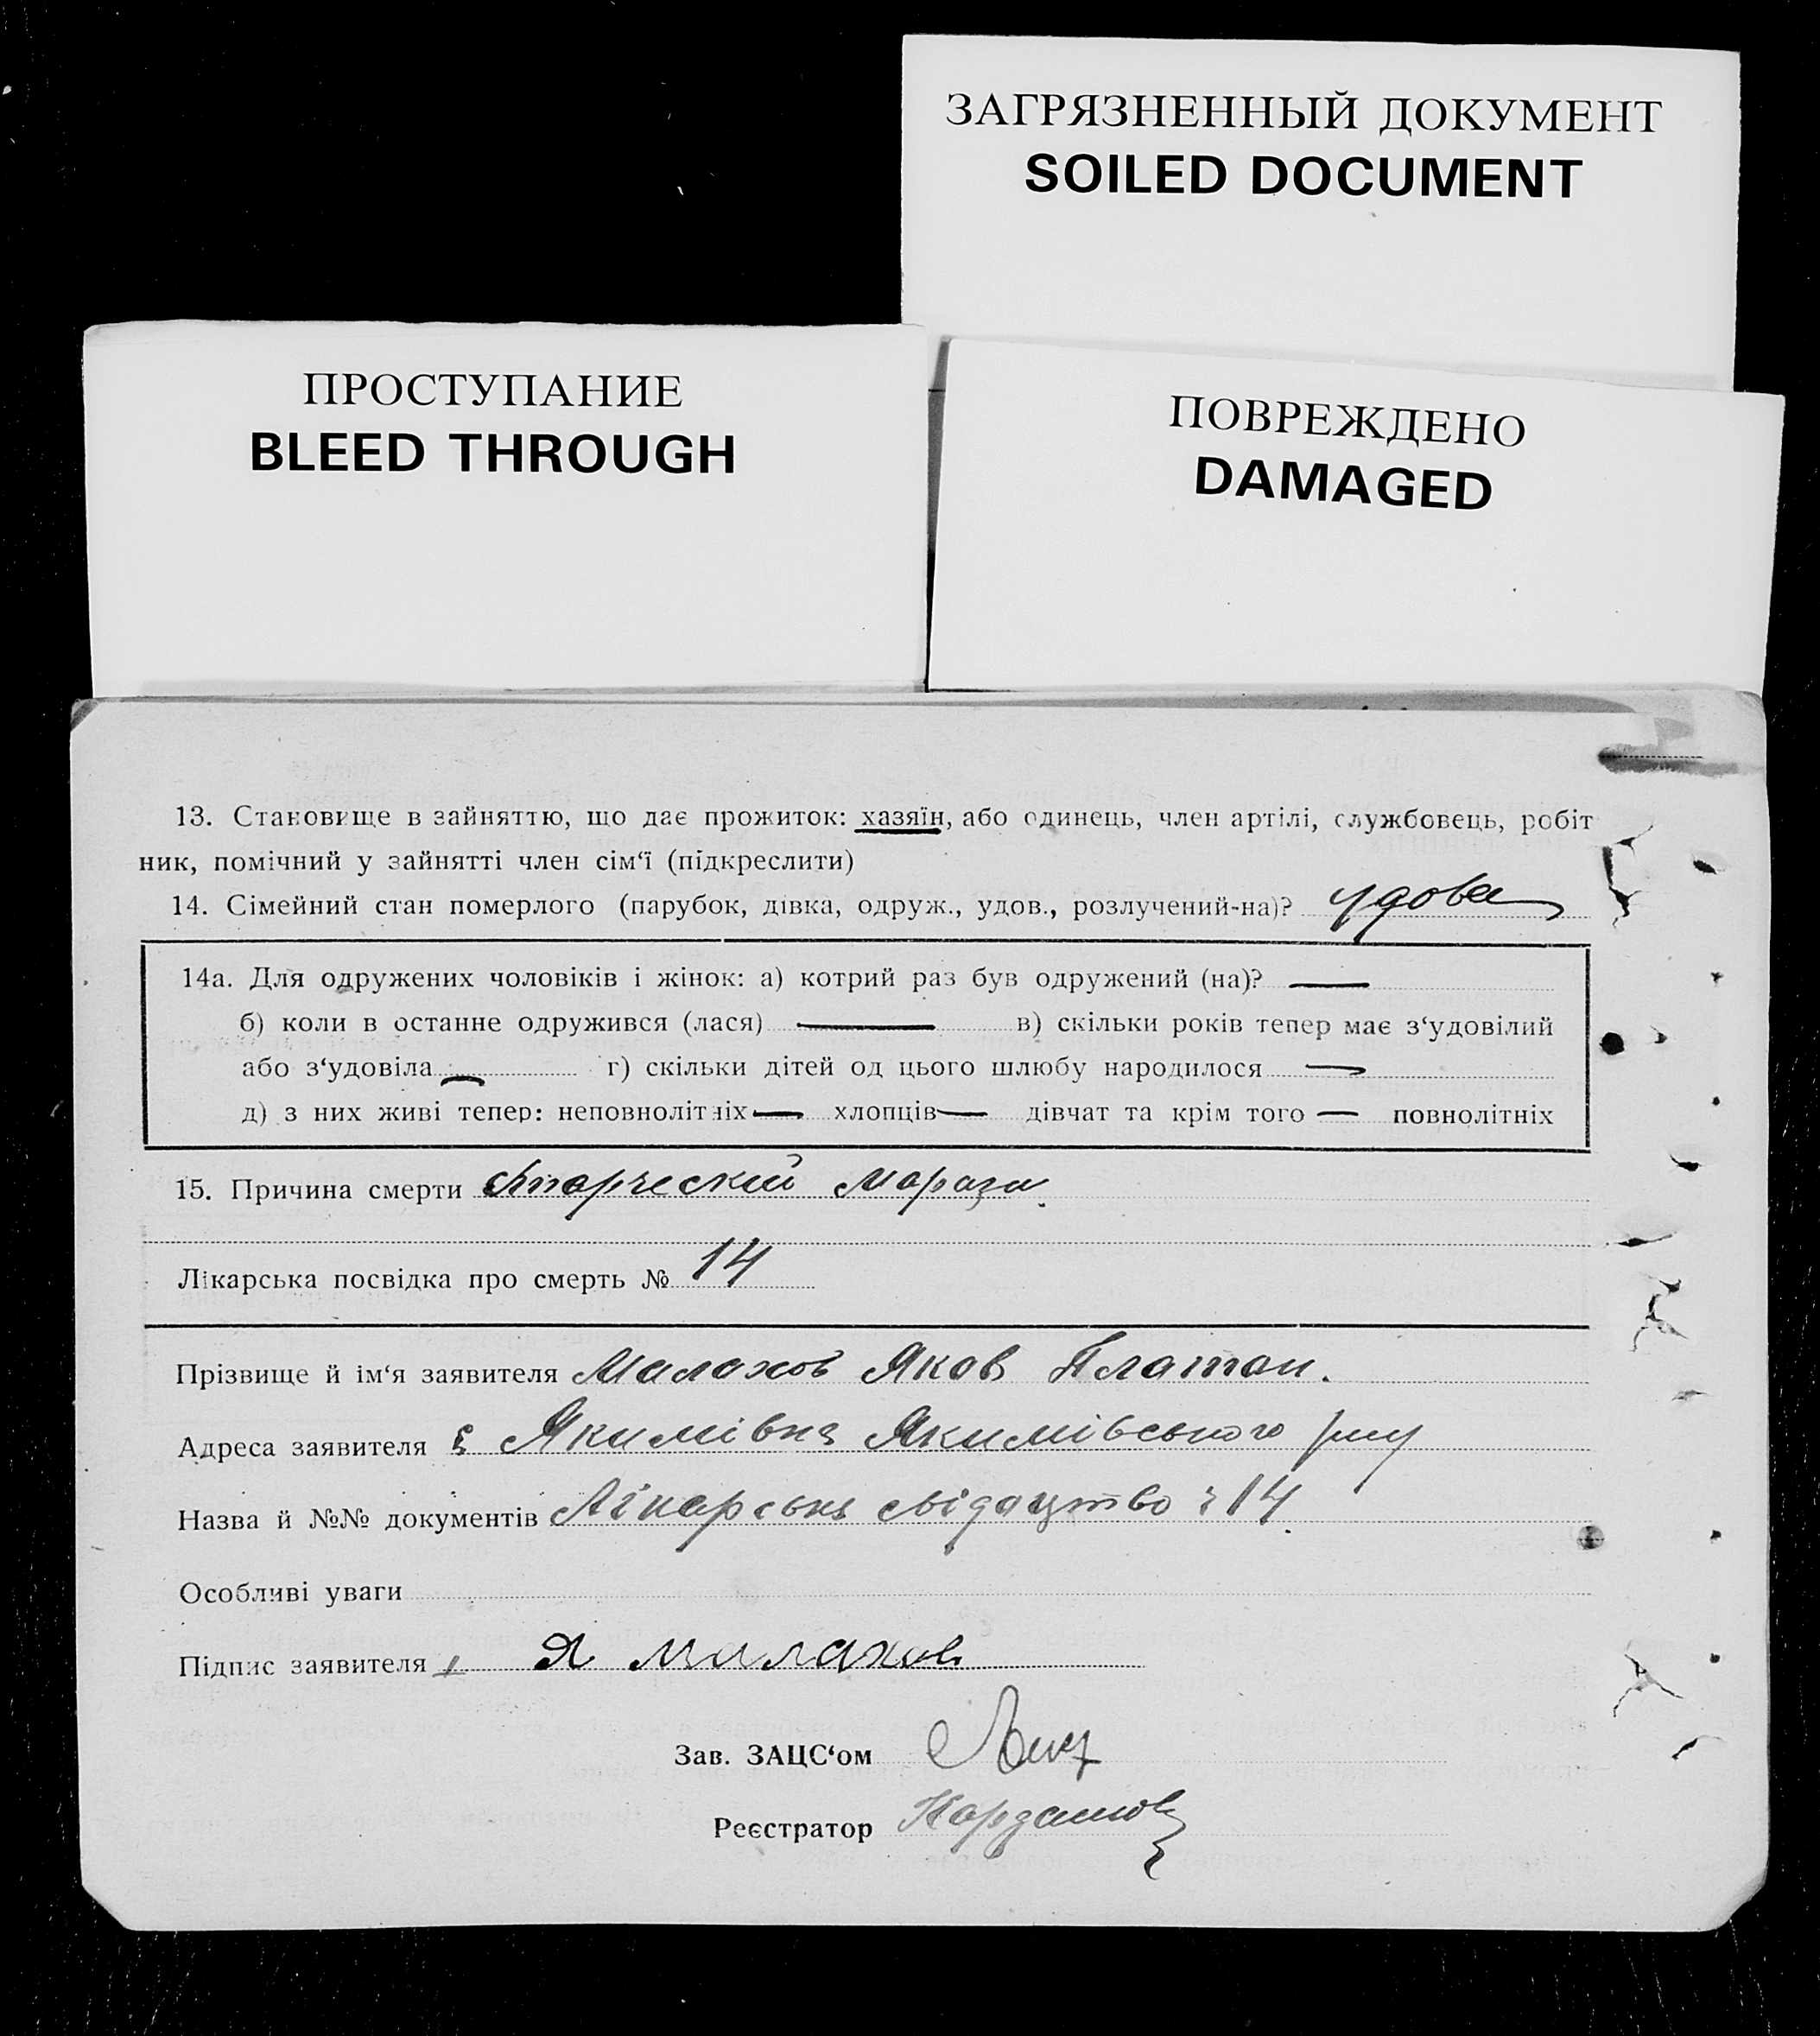 ЗАГРЯЗНЕННЫЙ ДОКУМЕНТ
SOILED DOCUMENT
ПРОСТУПАНИЕ
BLEED THROUGH
ПОВРЕЖДЕНО
DAMAGED
13. Становище в зайняттю, що дає прожиток: хазяїн, або одинець, член артілі, службовець, робіт
ник, помічний у зайнятті член сім‘ї (підкреслити)
14. Сімейний стан померлого (парубок, дівка, одруж., удов., розлучений-на)? удова
14а. Для одружених чоловіків і жінок: а) котрий раз був одружений (на)? —
б) коли в останнє одружився (лася) — в) скільки років тепер має з‘удовілий
або з‘удовіла — г) скільки дітей од цього шлюбу народилося —
д) з них живі тепер: неповнолітніх — хлопців — дівчат та крім того — повнолітніх
15. Причина смерти старческий
Лікарська посвідка про смерть № 14
Прізвище й ім‘я заявителя Малахов Яков Платон.
Адреса заявителя с Якимівка Якимівського р-ну
Назва й №№ документів Лікарське свідоцтво ч 14
Особливі уваги
Підпис заявителя Я Малахов
Зав. ЗАЦС‘ом
Реєстратор